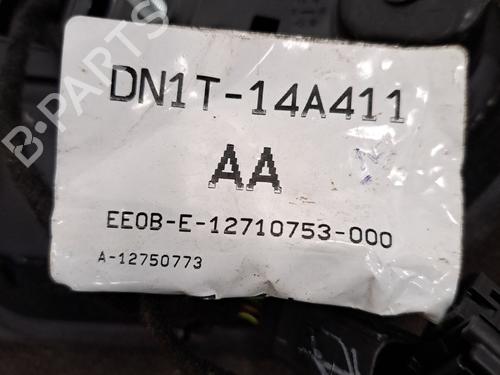 B-PARTS
DN1T-14A411
AA
EE0B-E-12710753-000
A-12750773